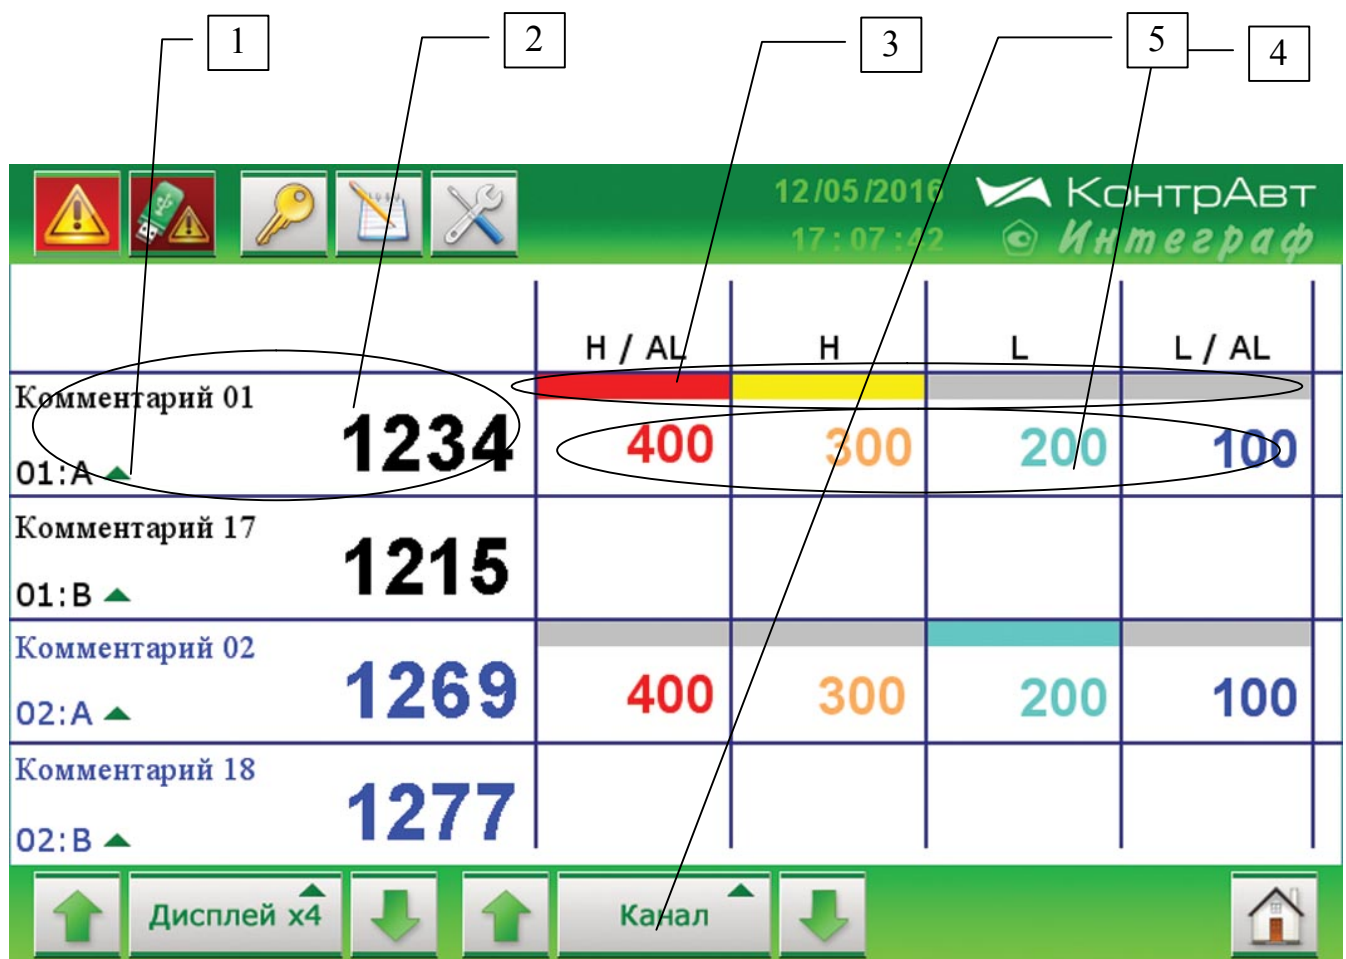 1 2 3 5 4
12/05/2016 КонтрАвт
17:07:42 Интеграф
H / AL H L L / AL
Комментарий 01
1234 400 300 200 100
01:A
Комментарий 17
1215
01:B
Комментарий 02
1269 400 300 200 100
02:A
Комментарий 18
1277
02:B
Дисплей x4 Канал